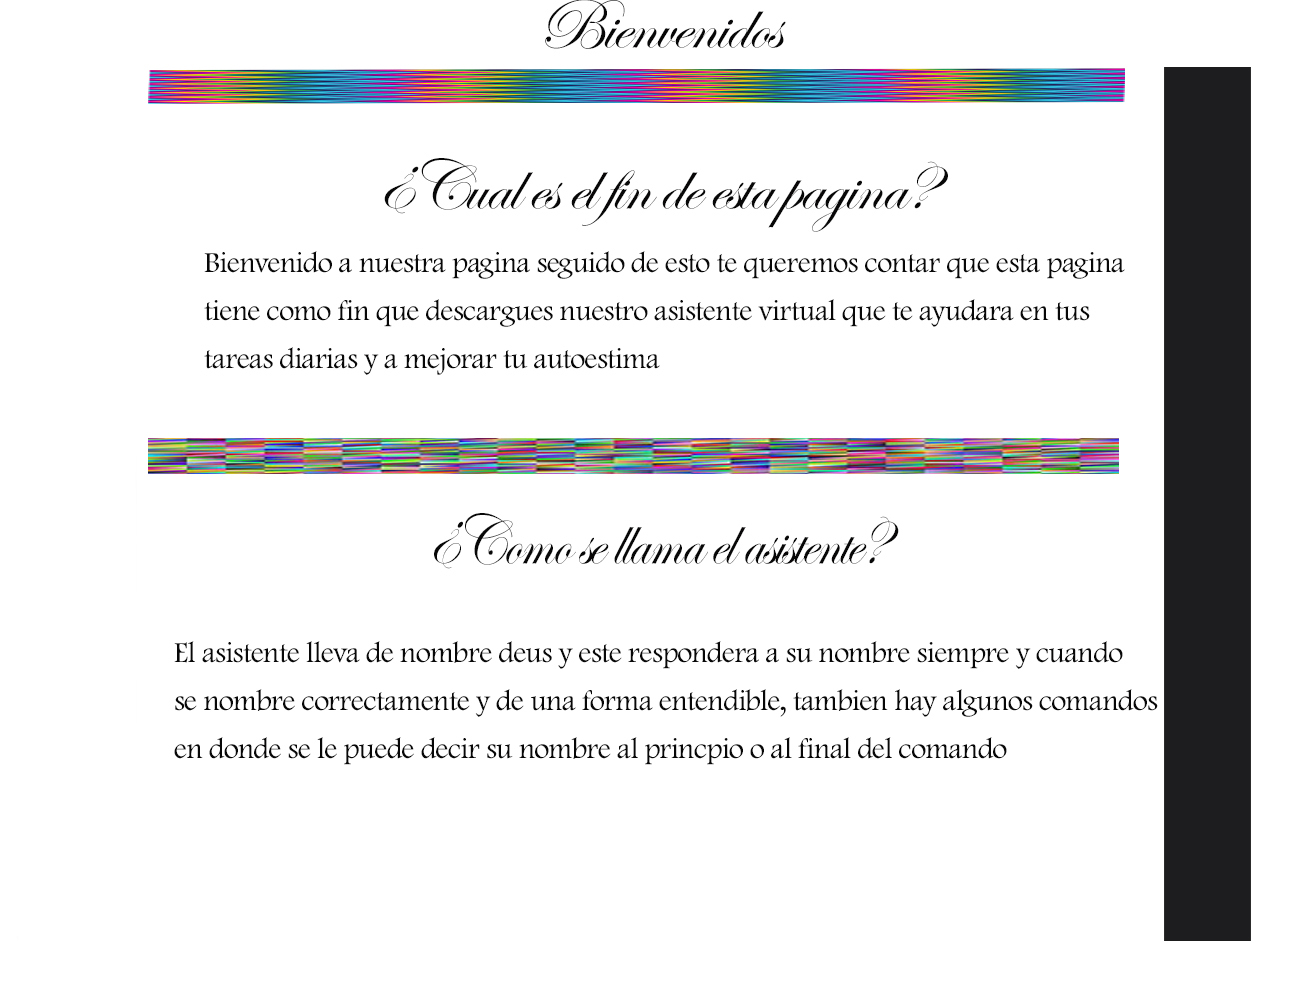 Bienvenidos
¿Cual es el fin de esta pagina?
Bienvenido a nuestra pagina seguido de esto te queremos contar que esta pagina
tiene como fin que descargues nuestro asistente virtual que te ayudara en tus
tareas diarias y a mejorar tu autoestima
¿Como se llama el asistente?
El asistente lleva de nombre deus y este respondera a su nombre siempre y cuando
se nombre correctamente y de una forma entendible, tambien hay algunos comandos
en donde se le puede decir su nombre al princpio o al final del comando